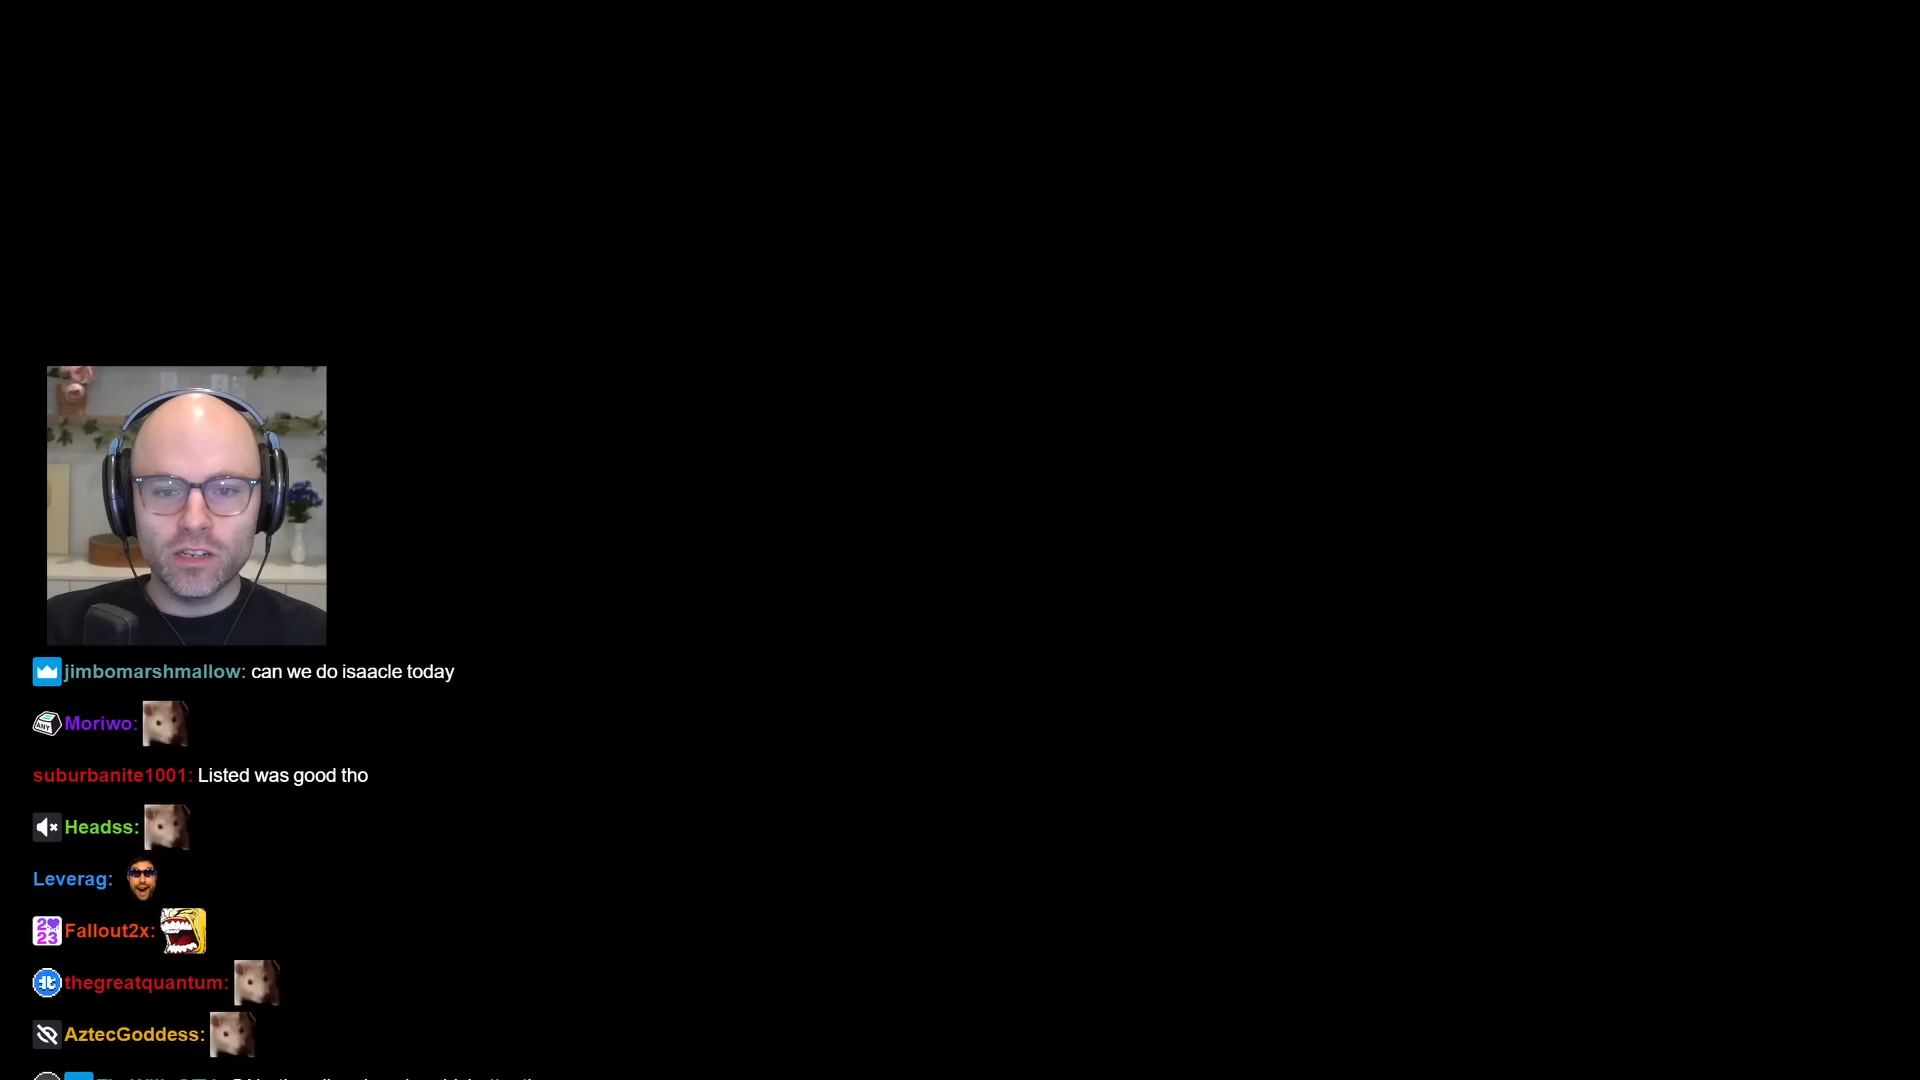 jimbomarshmallow: can we do isaacle today
Moriwo:
suburbanite1001: Listed was good tho
Headss:
Leverag:
Fallout2x:
thegreatquantum:
AztecGoddess: